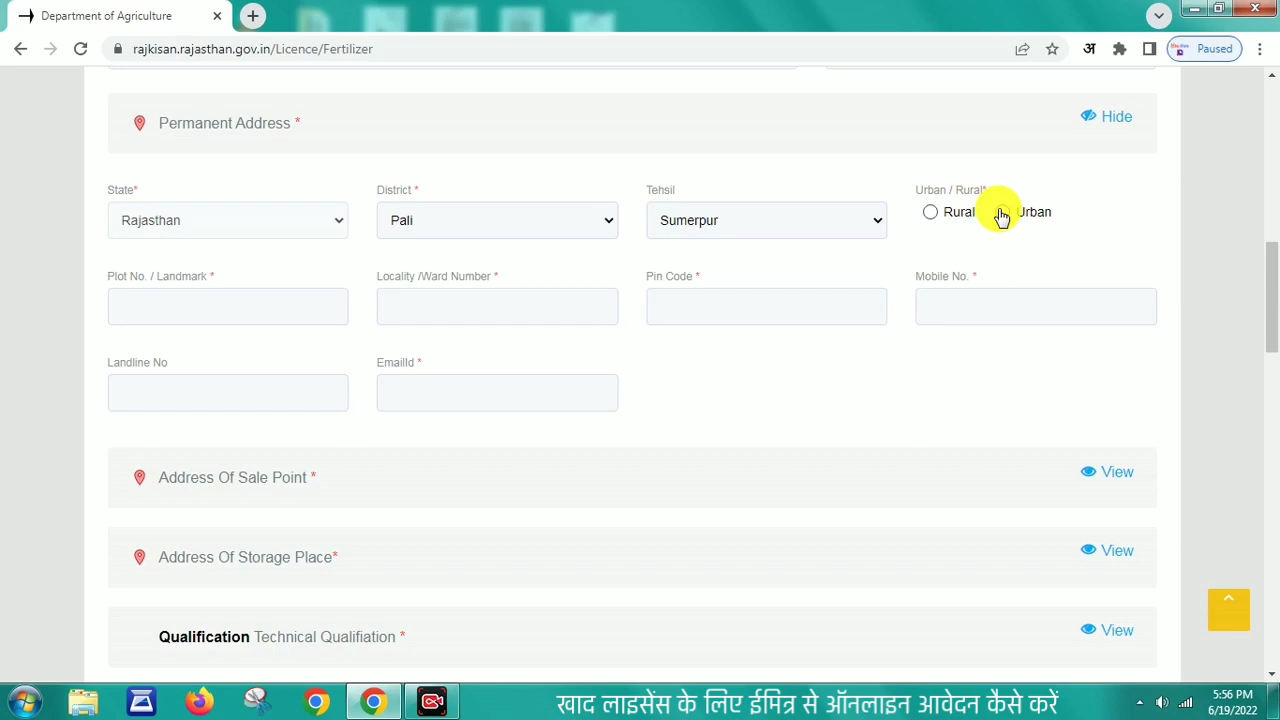 Department of Agriculture
rajkisan.rajasthan.gov.in/Licence/Fertilizer
अ
Paused
Permanent Address *
Hide
State*
District *
Tehsil
Urban / Rural*
Rajasthan
Pali
Sumerpur
Rural
Urban
Plot No. / Landmark *
Locality /Ward Number *
Pin Code *
Mobile No. *
Landline No
EmailId *
Address Of Sale Point *
View
Address Of Storage Place*
View
Qualification Technical Qualifiation *
View
खाद लाइसेंस के लिए ईमित्र से ऑनलाइन आवेदन कैसे करें
5:56 PM
6/19/2022